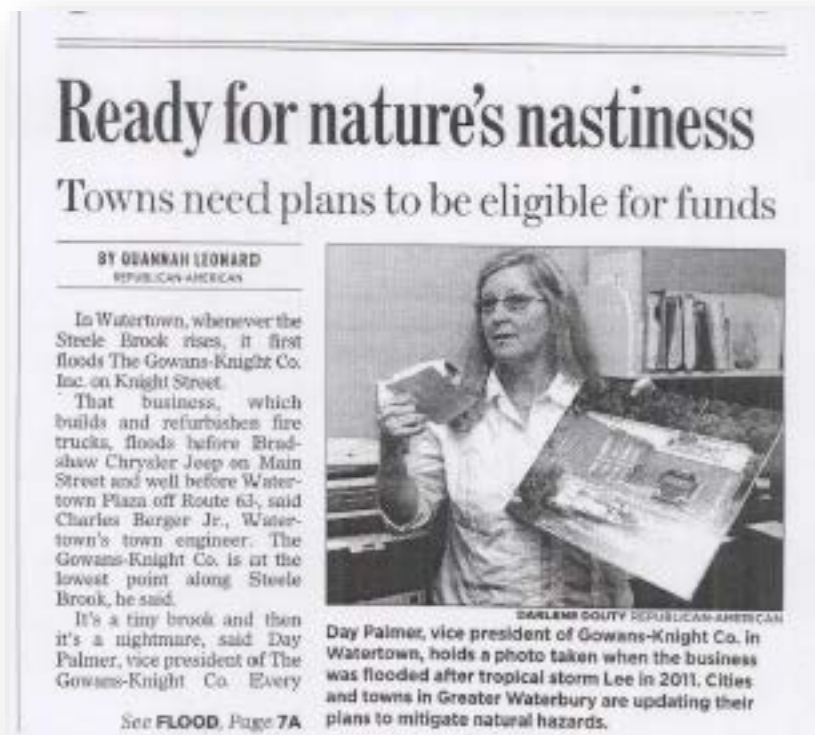 Ready for nature's nastiness
Towns need plans to be eligible for funds
BY QUANNAH LEONARD
REPUBLICAN-AMERICAN
In Watertown, whenever the
Steele Brook rises, it first
floods The Gowans-Knight Co.
Inc. on Knight Street.
That business, which
builds and refurbishes fire
trucks, floods before Brad-
shaw Chrysler Jeep on Main
Street and well before Water-
town Plaza off Route 63, said
Charles Berger Jr., Water-
town's town engineer. The
Gowans-Knight Co. is at the
lowest point along Steele
Brook, he said.
It's a tiny brook and then
it's a nightmare, said Day
Palmer, vice president of The
Gowans-Knight Co. Every
See FLOOD, Page 7A
DARLENE DOUTY REPUBLICAN-AMERICAN
Day Palmer, vice president of Gowans-Knight Co. in
Watertown, holds a photo taken when the business
was flooded after tropical storm Lee in 2011. Cities
and towns in Greater Waterbury are updating their
plans to mitigate natural hazards.